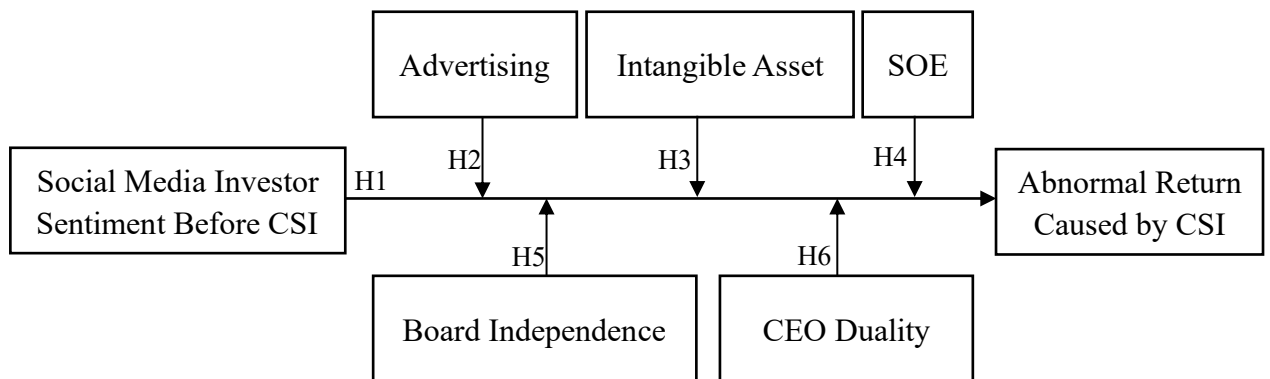 Advertising
Intangible Asset
SOE
H2
H3
H4
Social Media Investor
Sentiment Before CSI
H1
Abnormal Return
Caused by CSI
H5
H6
Board Independence
CEO Duality